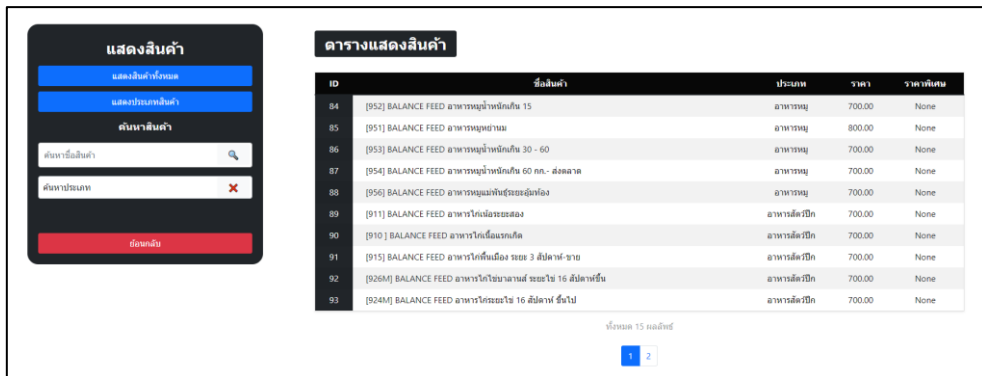 แสดงสินค้า
แสดงสินค้าทั้งหมด
แสดงประเภทสินค้า
ค้นหาสินค้า
ค้นหาชื่อสินค้า
ค้นหาประเภท
ย้อนกลับ
ตารางแสดงสินค้า
ID ชื่อสินค้า ประเภท ราคา ราคาพิเศษ
84 [952] BALANCE FEED อาหารหมูน้ำหนักเกิน 15 อาหารหมู 700.00 None
85 [951] BALANCE FEED อาหารหมูหย่านม อาหารหมู 800.00 None
86 [953] BALANCE FEED อาหารหมูน้ำหนักเกิน 30 - 60 อาหารหมู 700.00 None
87 [954] BALANCE FEED อาหารหมูน้ำหนักเกิน 60 กก.- ส่งตลาด อาหารหมู 700.00 None
88 [956] BALANCE FEED อาหารหมูแม่พันธุ์ระยะอุ้มท้อง อาหารหมู 700.00 None
89 [911] BALANCE FEED อาหารไก่เนื้อระยะสอง อาหารสัตว์ปีก 700.00 None
90 [910 ] BALANCE FEED อาหารไก่เนื้อแรกเกิด อาหารสัตว์ปีก 700.00 None
91 [915] BALANCE FEED อาหารไก่พื้นเมือง ระยะ 3 สัปดาห์-ขาย อาหารสัตว์ปีก 700.00 None
92 [926M] BALANCE FEED อาหารไก่ไข่บาลานส์ ระยะไข่ 16 สัปดาห์ขึ้น อาหารสัตว์ปีก 700.00 None
93 [924M] BALANCE FEED อาหารไก่ระยะไข่ 16 สัปดาห์ ขึ้นไป อาหารสัตว์ปีก 700.00 None
ทั้งหมด 15 ผลลัพธ์
1 2